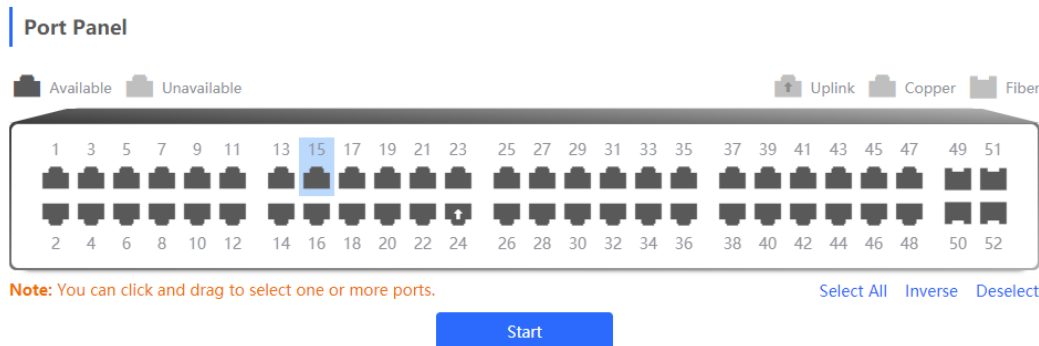 Port Panel
Available Unavailable Uplink Copper Fiber
1 3 5 7 9 11 13 15 17 19 21 23 25 27 29 31 33 35 37 39 41 43 45 47 49 51
2 4 6 8 10 12 14 16 18 20 22 24 26 28 30 32 34 36 38 40 42 44 46 48 50 52
Note: You can click and drag to select one or more ports. Select All Inverse Deselect
Start